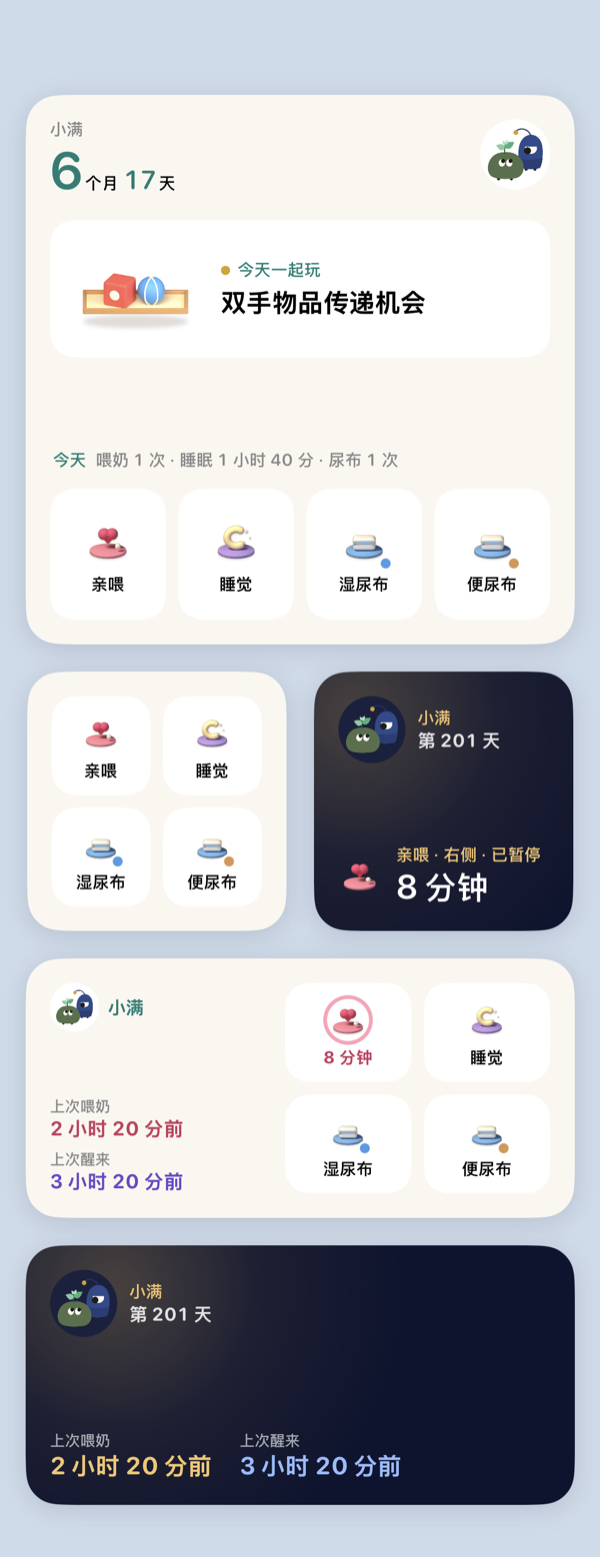 小满
6个月 17天
今天一起玩
双手物品传递机会
今天 喂奶 1 次 · 睡眠 1 小时 40 分 · 尿布 1 次
亲喂
睡觉
湿尿布
便尿布
亲喂
睡觉
湿尿布
便尿布
小满
第 201 天
亲喂 · 右侧 · 已暂停
8 分钟
小满
上次喂奶
2 小时 20 分前
上次醒来
3 小时 20 分前
8 分钟
睡觉
湿尿布
便尿布
小满
第 201 天
上次喂奶
2 小时 20 分前
上次醒来
3 小时 20 分前